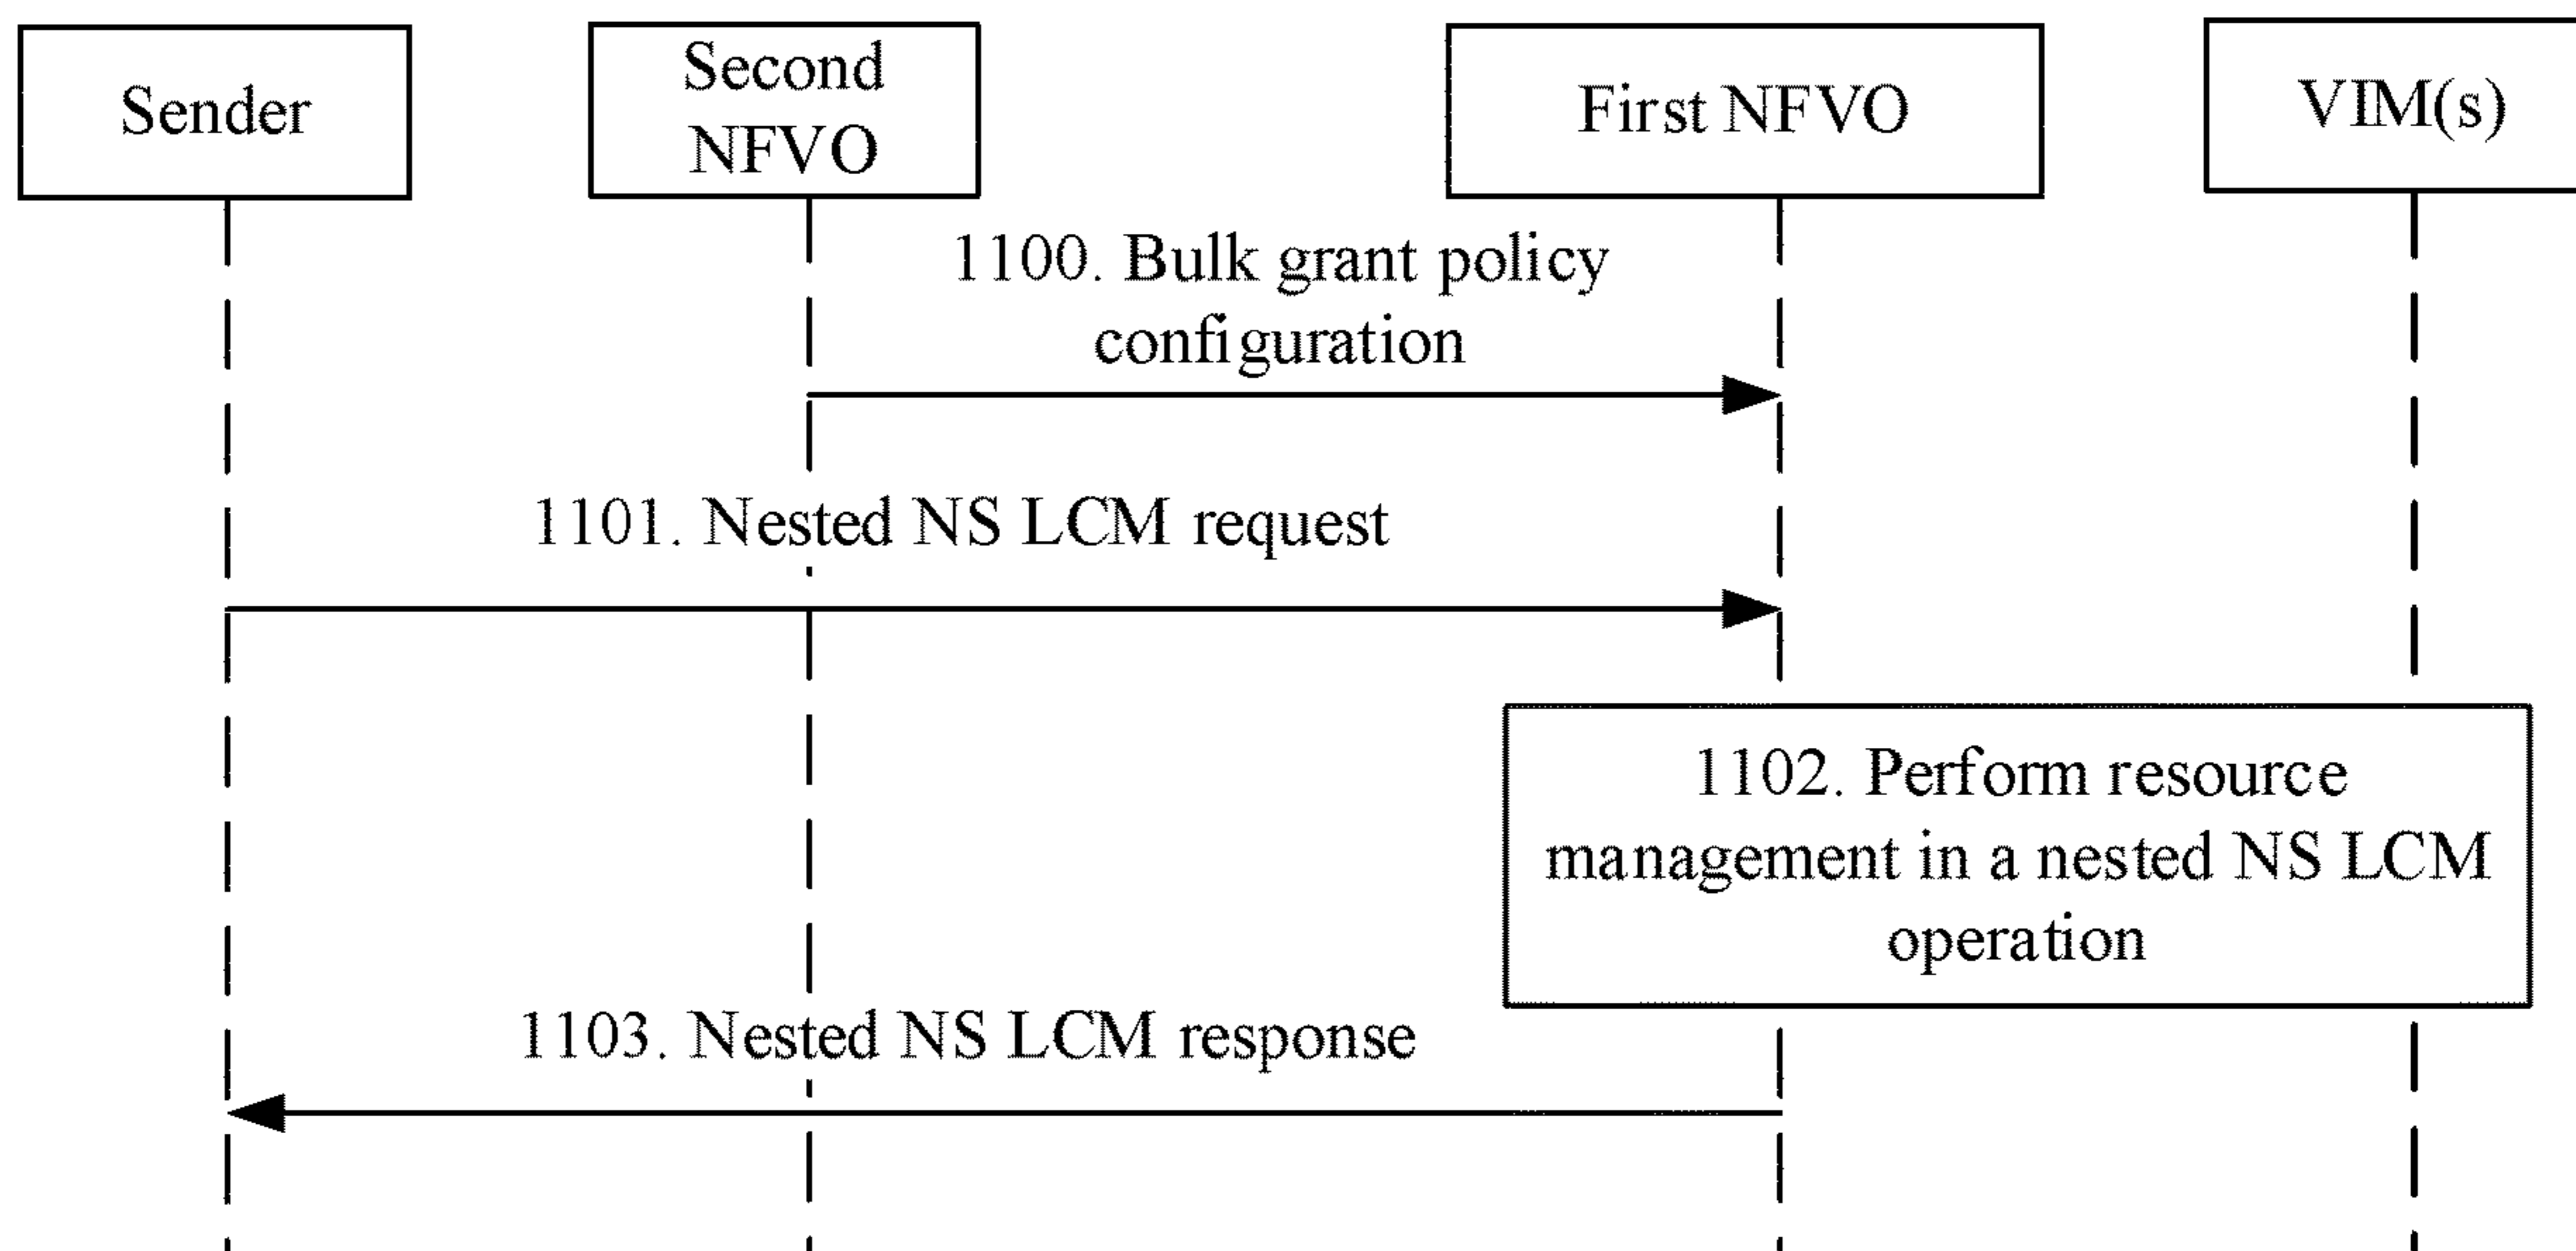 Sender
Second
NFVO
First NFVO
VIM(s)
1100. Bulk grant policy
configuration
1101. Nested NS LCM request
1102. Perform resource
management in a nested NS LCM
operation
1103. Nested NS LCM response